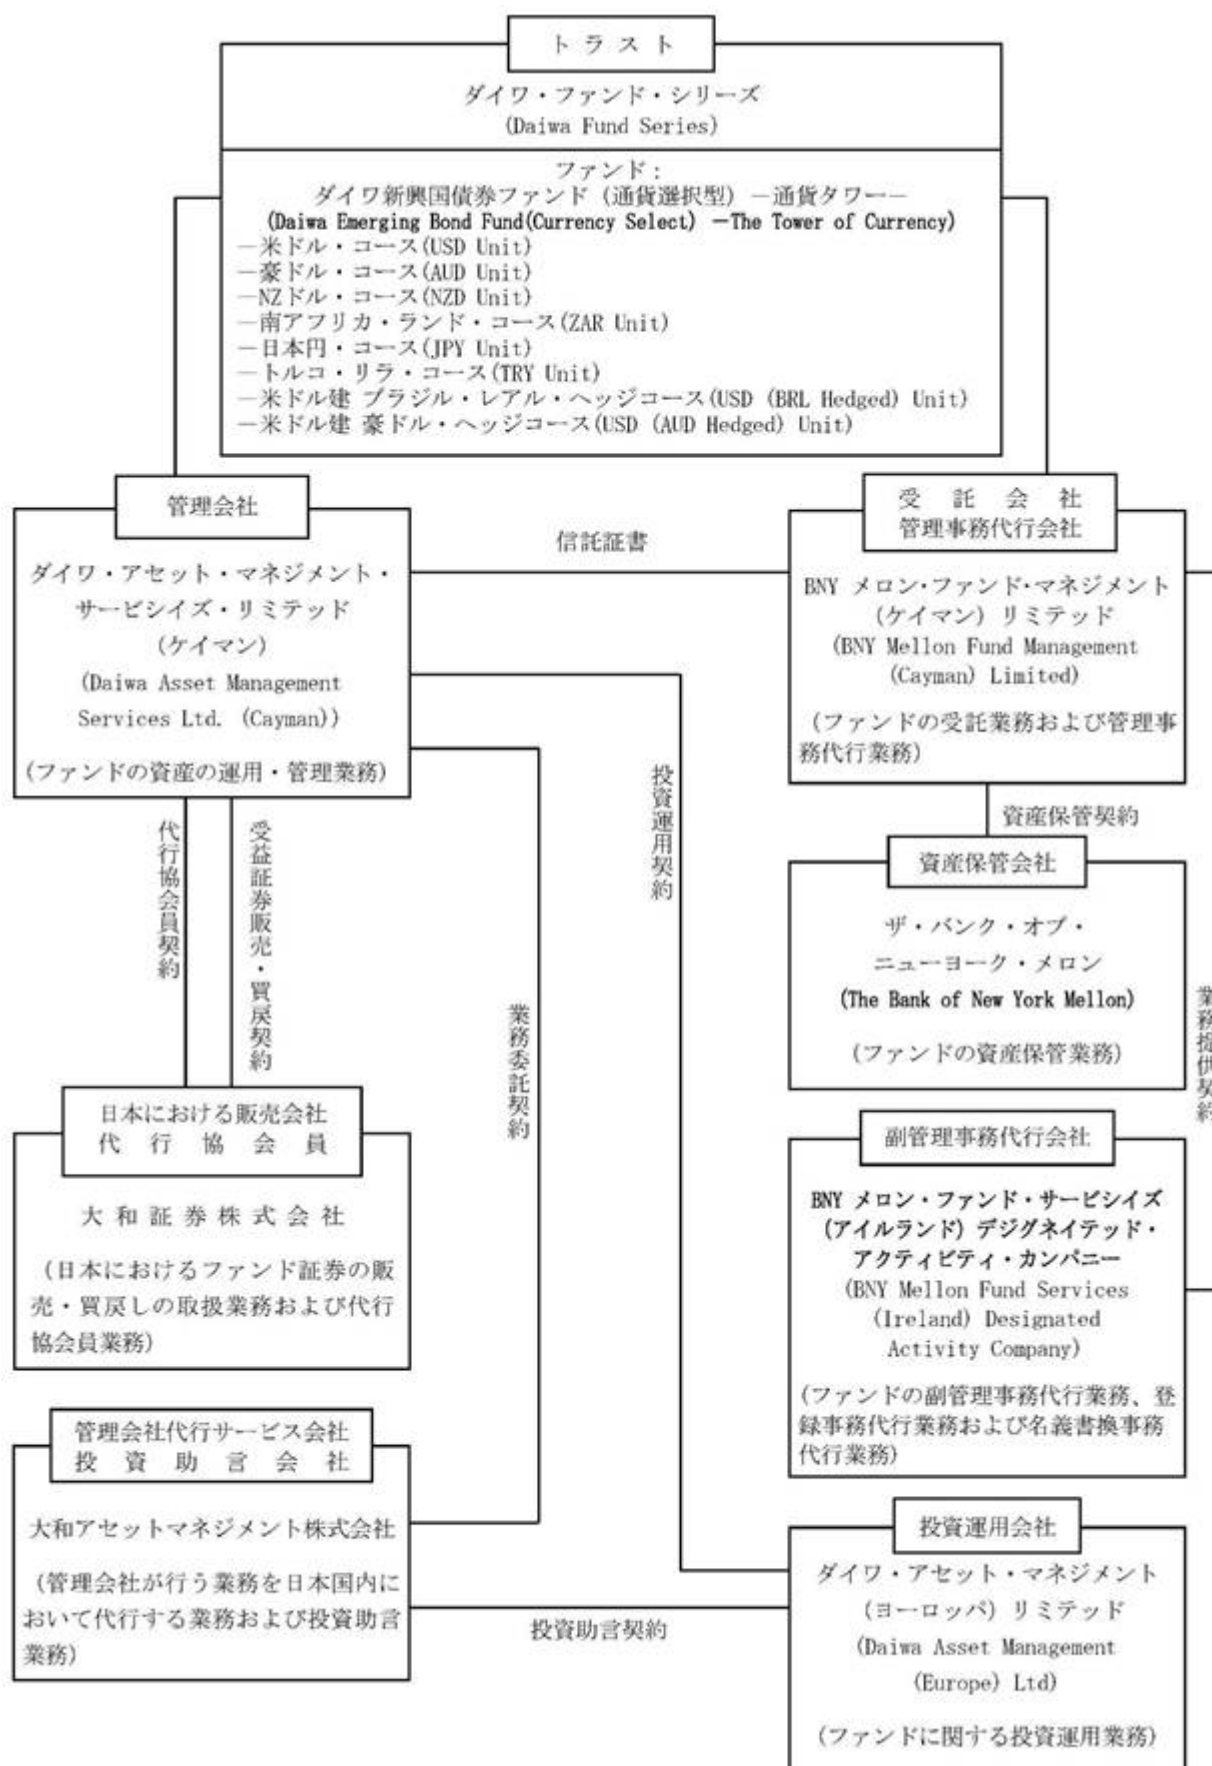 トラスト
ダイワ・ファンド・シリーズ
(Daiwa Fund Series)
ファンド：
ダイワ新興国債券ファンド（通貨選択型）－通貨タワー－
(Daiwa Emerging Bond Fund(Currency Select) －The Tower of Currency)
－米ドル・コース(USD Unit)
－豪ドル・コース(AUD Unit)
－NZドル・コース(NZD Unit)
－南アフリカ・ランド・コース(ZAR Unit)
－日本円・コース(JPY Unit)
－トルコ・リラ・コース(TRY Unit)
－米ドル建 ブラジル・レアル・ヘッジコース(USD (BRL Hedged) Unit)
－米ドル建 豪ドル・ヘッジコース(USD (AUD Hedged) Unit)
管理会社
ダイワ・アセット・マネジメント・
サービシイズ・リミテッド
（ケイマン）
(Daiwa Asset Management
Services Ltd. (Cayman))
(ファンドの資産の運用・管理業務)
信託証書
受託会社
管理事務代行会社
BNY メロン・ファンド・マネジメント
（ケイマン）リミテッド
(BNY Mellon Fund Management
(Cayman) Limited)
（ファンドの受託業務および管理事
務代行業務）
代行協会員契約
受益証券販売・買戻契約
業務委託契約
投資運用契約
資産保管契約
資産保管会社
ザ・バンク・オブ・
ニューヨーク・メロン
(The Bank of New York Mellon)
（ファンドの資産保管業務）
業務提供契約
日本における販売会社
代行協会員
大和証券株式会社
（日本におけるファンド証券の販
売・買戻しの取扱業務および代行
協会員業務）
副管理事務代行会社
BNY メロン・ファンド・サービシイズ
（アイルランド）デジグネイテッド・
アクティビティ・カンパニー
(BNY Mellon Fund Services
(Ireland) Designated
Activity Company)
（ファンドの副管理事務代行業務、登
録事務代行業務および名義書換事務
代行業務）
管理会社代行サービス会社
投資助言会社
大和アセットマネジメント株式会社
（管理会社が行う業務を日本国内に
おいて代行する業務および投資助言
業務）
投資助言契約
投資運用会社
ダイワ・アセット・マネジメント
（ヨーロッパ）リミテッド
(Daiwa Asset Management
(Europe) Ltd)
（ファンドに関する投資運用業務）